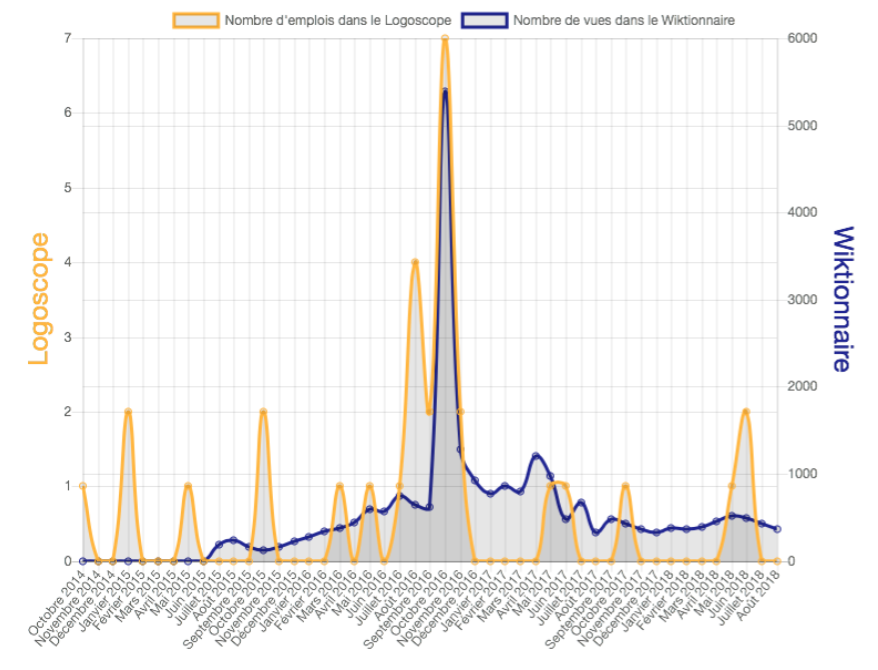 Nombre d'emplois dans le Logoscope
Nombre de vues dans le Wiktionnaire
Logoscope
7
6
5
4
3
2
1
0
6000
5000
4000
3000
2000
1000
0
Wiktionnaire
Octobre 2014
Novembre 2014
Décembre 2014
Janvier 2015
Février 2015
Mars 2015
Avril 2015
Mai 2015
Juin 2015
Juillet 2015
Août 2015
Septembre 2015
Octobre 2015
Novembre 2015
Décembre 2015
Janvier 2016
Février 2016
Mars 2016
Avril 2016
Mai 2016
Juin 2016
Juillet 2016
Août 2016
Septembre 2016
Octobre 2016
Novembre 2016
Décembre 2016
Janvier 2017
Février 2017
Mars 2017
Avril 2017
Mai 2017
Juin 2017
Juillet 2017
Août 2017
Septembre 2017
Octobre 2017
Novembre 2017
Décembre 2017
Janvier 2018
Février 2018
Mars 2018
Avril 2018
Mai 2018
Juin 2018
Juillet 2018
Août 2018